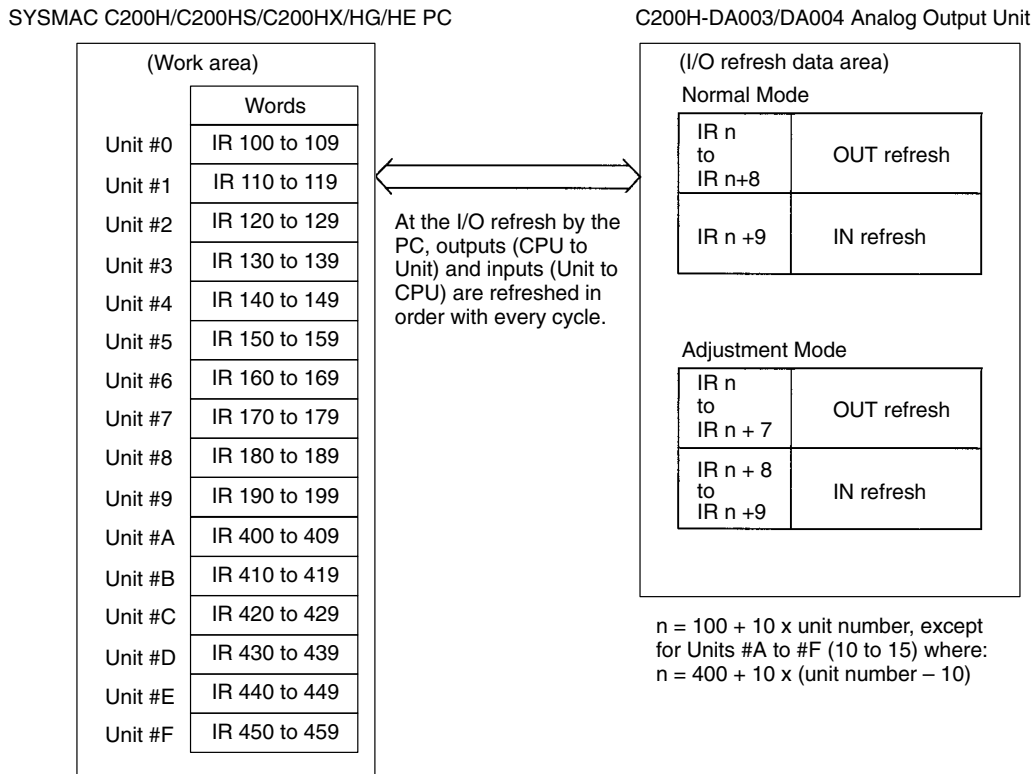 SYSMAC C200H/C200HS/C200HX/HG/HE PC
C200H-DA003/DA004 Analog Output Unit
(Work area)
Words
Unit #0 IR 100 to 109
Unit #1 IR 110 to 119
Unit #2 IR 120 to 129
Unit #3 IR 130 to 139
Unit #4 IR 140 to 149
Unit #5 IR 150 to 159
Unit #6 IR 160 to 169
Unit #7 IR 170 to 179
Unit #8 IR 180 to 189
Unit #9 IR 190 to 199
Unit #A IR 400 to 409
Unit #B IR 410 to 419
Unit #C IR 420 to 429
Unit #D IR 430 to 439
Unit #E IR 440 to 449
Unit #F IR 450 to 459
At the I/O refresh by the
PC, outputs (CPU to
Unit) and inputs (Unit to
CPU) are refreshed in
order with every cycle.
(I/O refresh data area)
Normal Mode
IR n
to
IR n+8
OUT refresh
IR n +9 IN refresh
Adjustment Mode
IR n
to
IR n + 7
OUT refresh
IR n + 8
to
IR n +9
IN refresh
n = 100 + 10 x unit number, except
for Units #A to #F (10 to 15) where:
n = 400 + 10 x (unit number – 10)